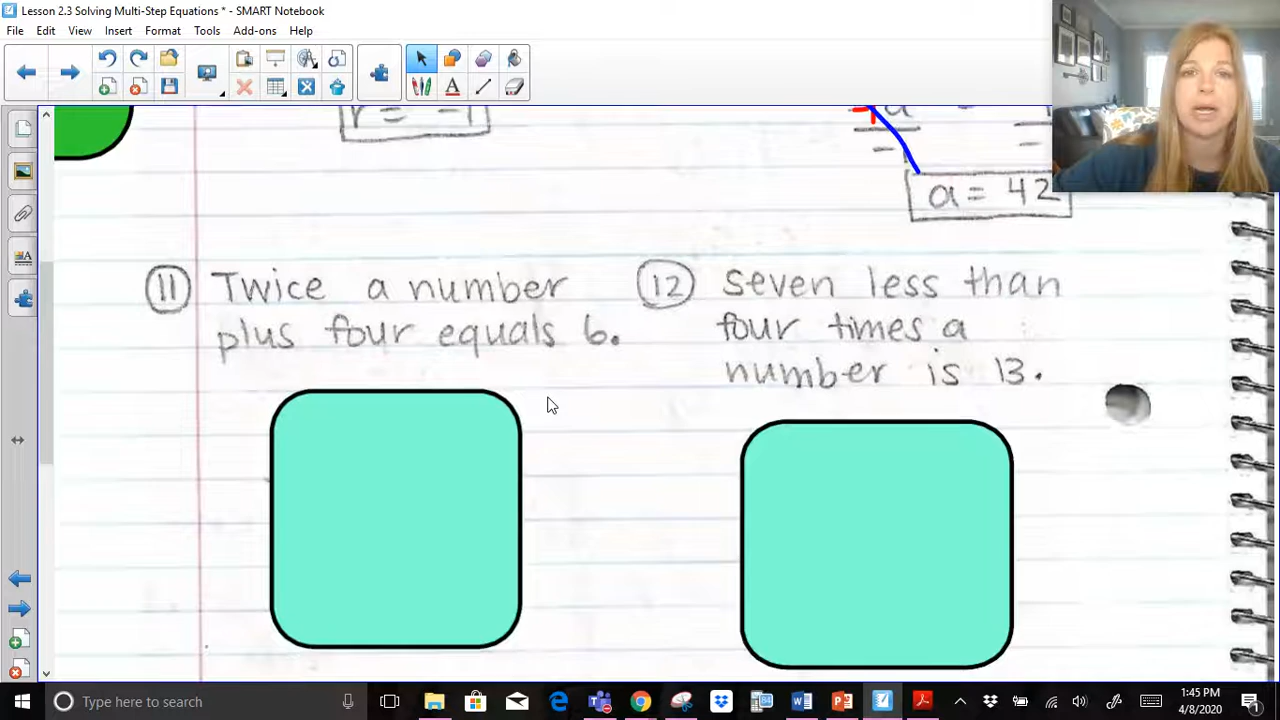 Lesson 2.3 Solving Multi-Step Equations * - SMART Notebook
File Edit View Insert Format Tools Add-ons Help
r = -1
a = 42
11 Twice a number
plus four equals 6.
12 Seven less than
four times a
number is 13.
Type here to search
1:45 PM
4/8/2020